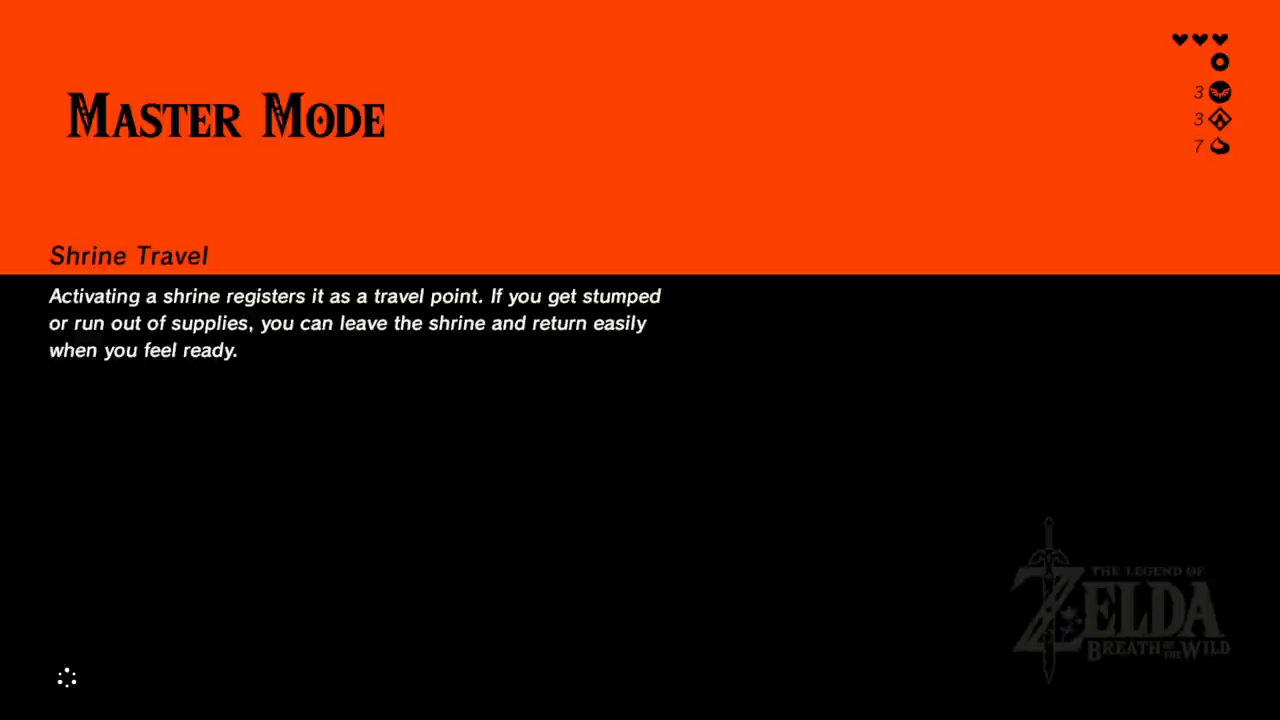 Master Mode
3
3
7
Shrine Travel
Activating a shrine registers it as a travel point. If you get stumped
or run out of supplies, you can leave the shrine and return easily
when you feel ready.
THE LEGEND OF
ZELDA
BREATH OF THE WILD